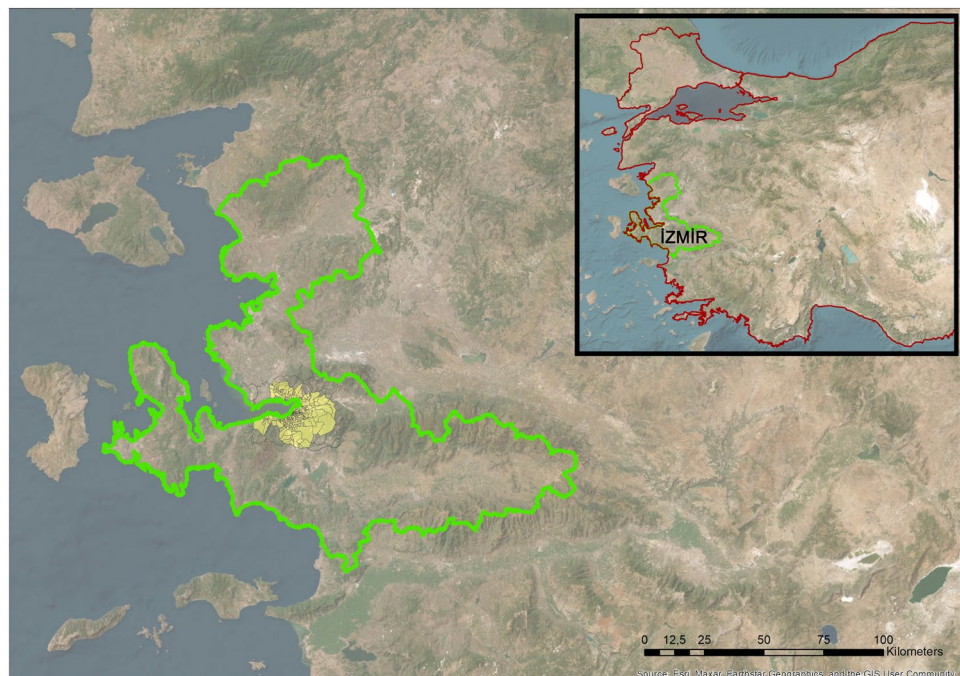 İZMİR
0 12,5 25 50 75 100
Kilometers
Source: Esri, Maxar, Earthstar Geographics, and the GIS User Community